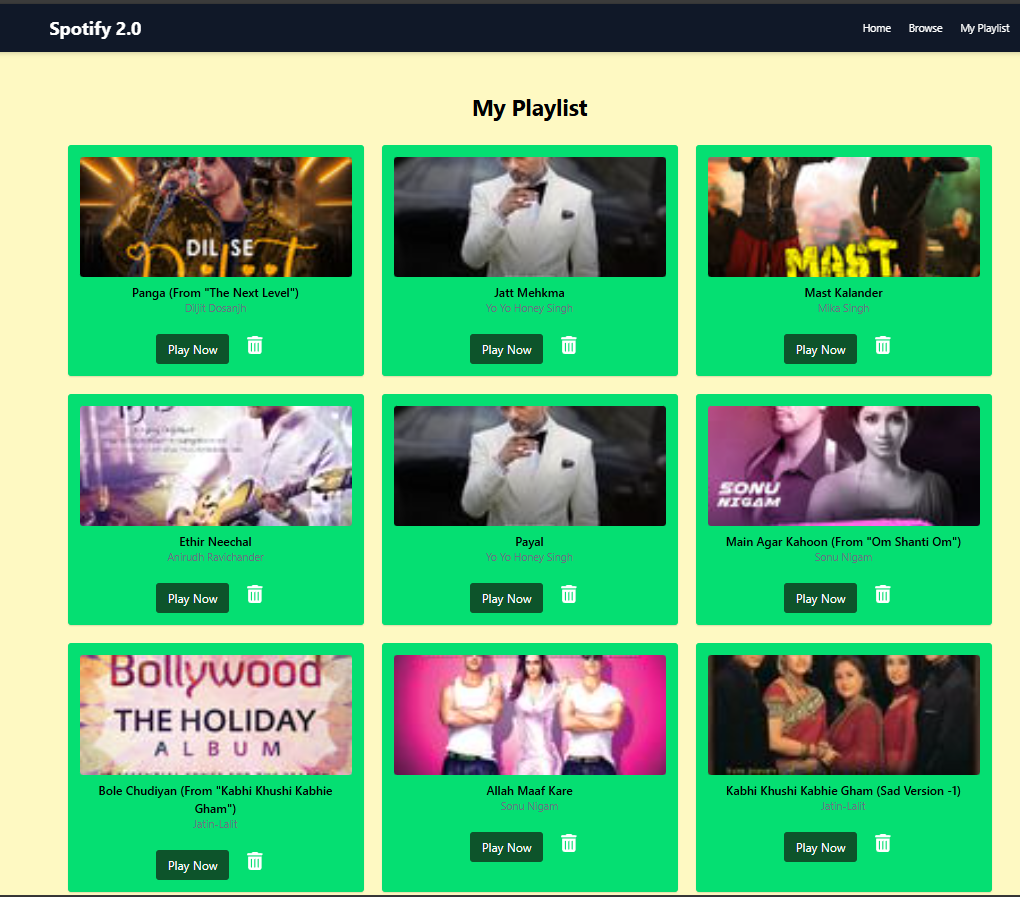 Spotify 2.0
Home Browse My Playlist
My Playlist
DIL SE
MAST
Panga (From "The Next Level")
Diljit Dosanjh
Play Now
Jatt Mehkma
Yo Yo Honey Singh
Play Now
Mast Kalander
Mika Singh
Play Now
SONU
NIGAM
Ethir Neechal
Anirudh Ravichander
Play Now
Payal
Yo Yo Honey Singh
Play Now
Main Agar Kahoon (From "Om Shanti Om")
Sonu Nigam
Play Now
Bollywood
THE HOLIDAY
ALBUM
Bole Chudiyan (From "Kabhi Khushi Kabhie
Gham")
Jatin-Lalit
Play Now
Allah Maaf Kare
Sonu Nigam
Play Now
Kabhi Khushi Kabhie Gham (Sad Version -1)
Jatin-Lalit
Play Now